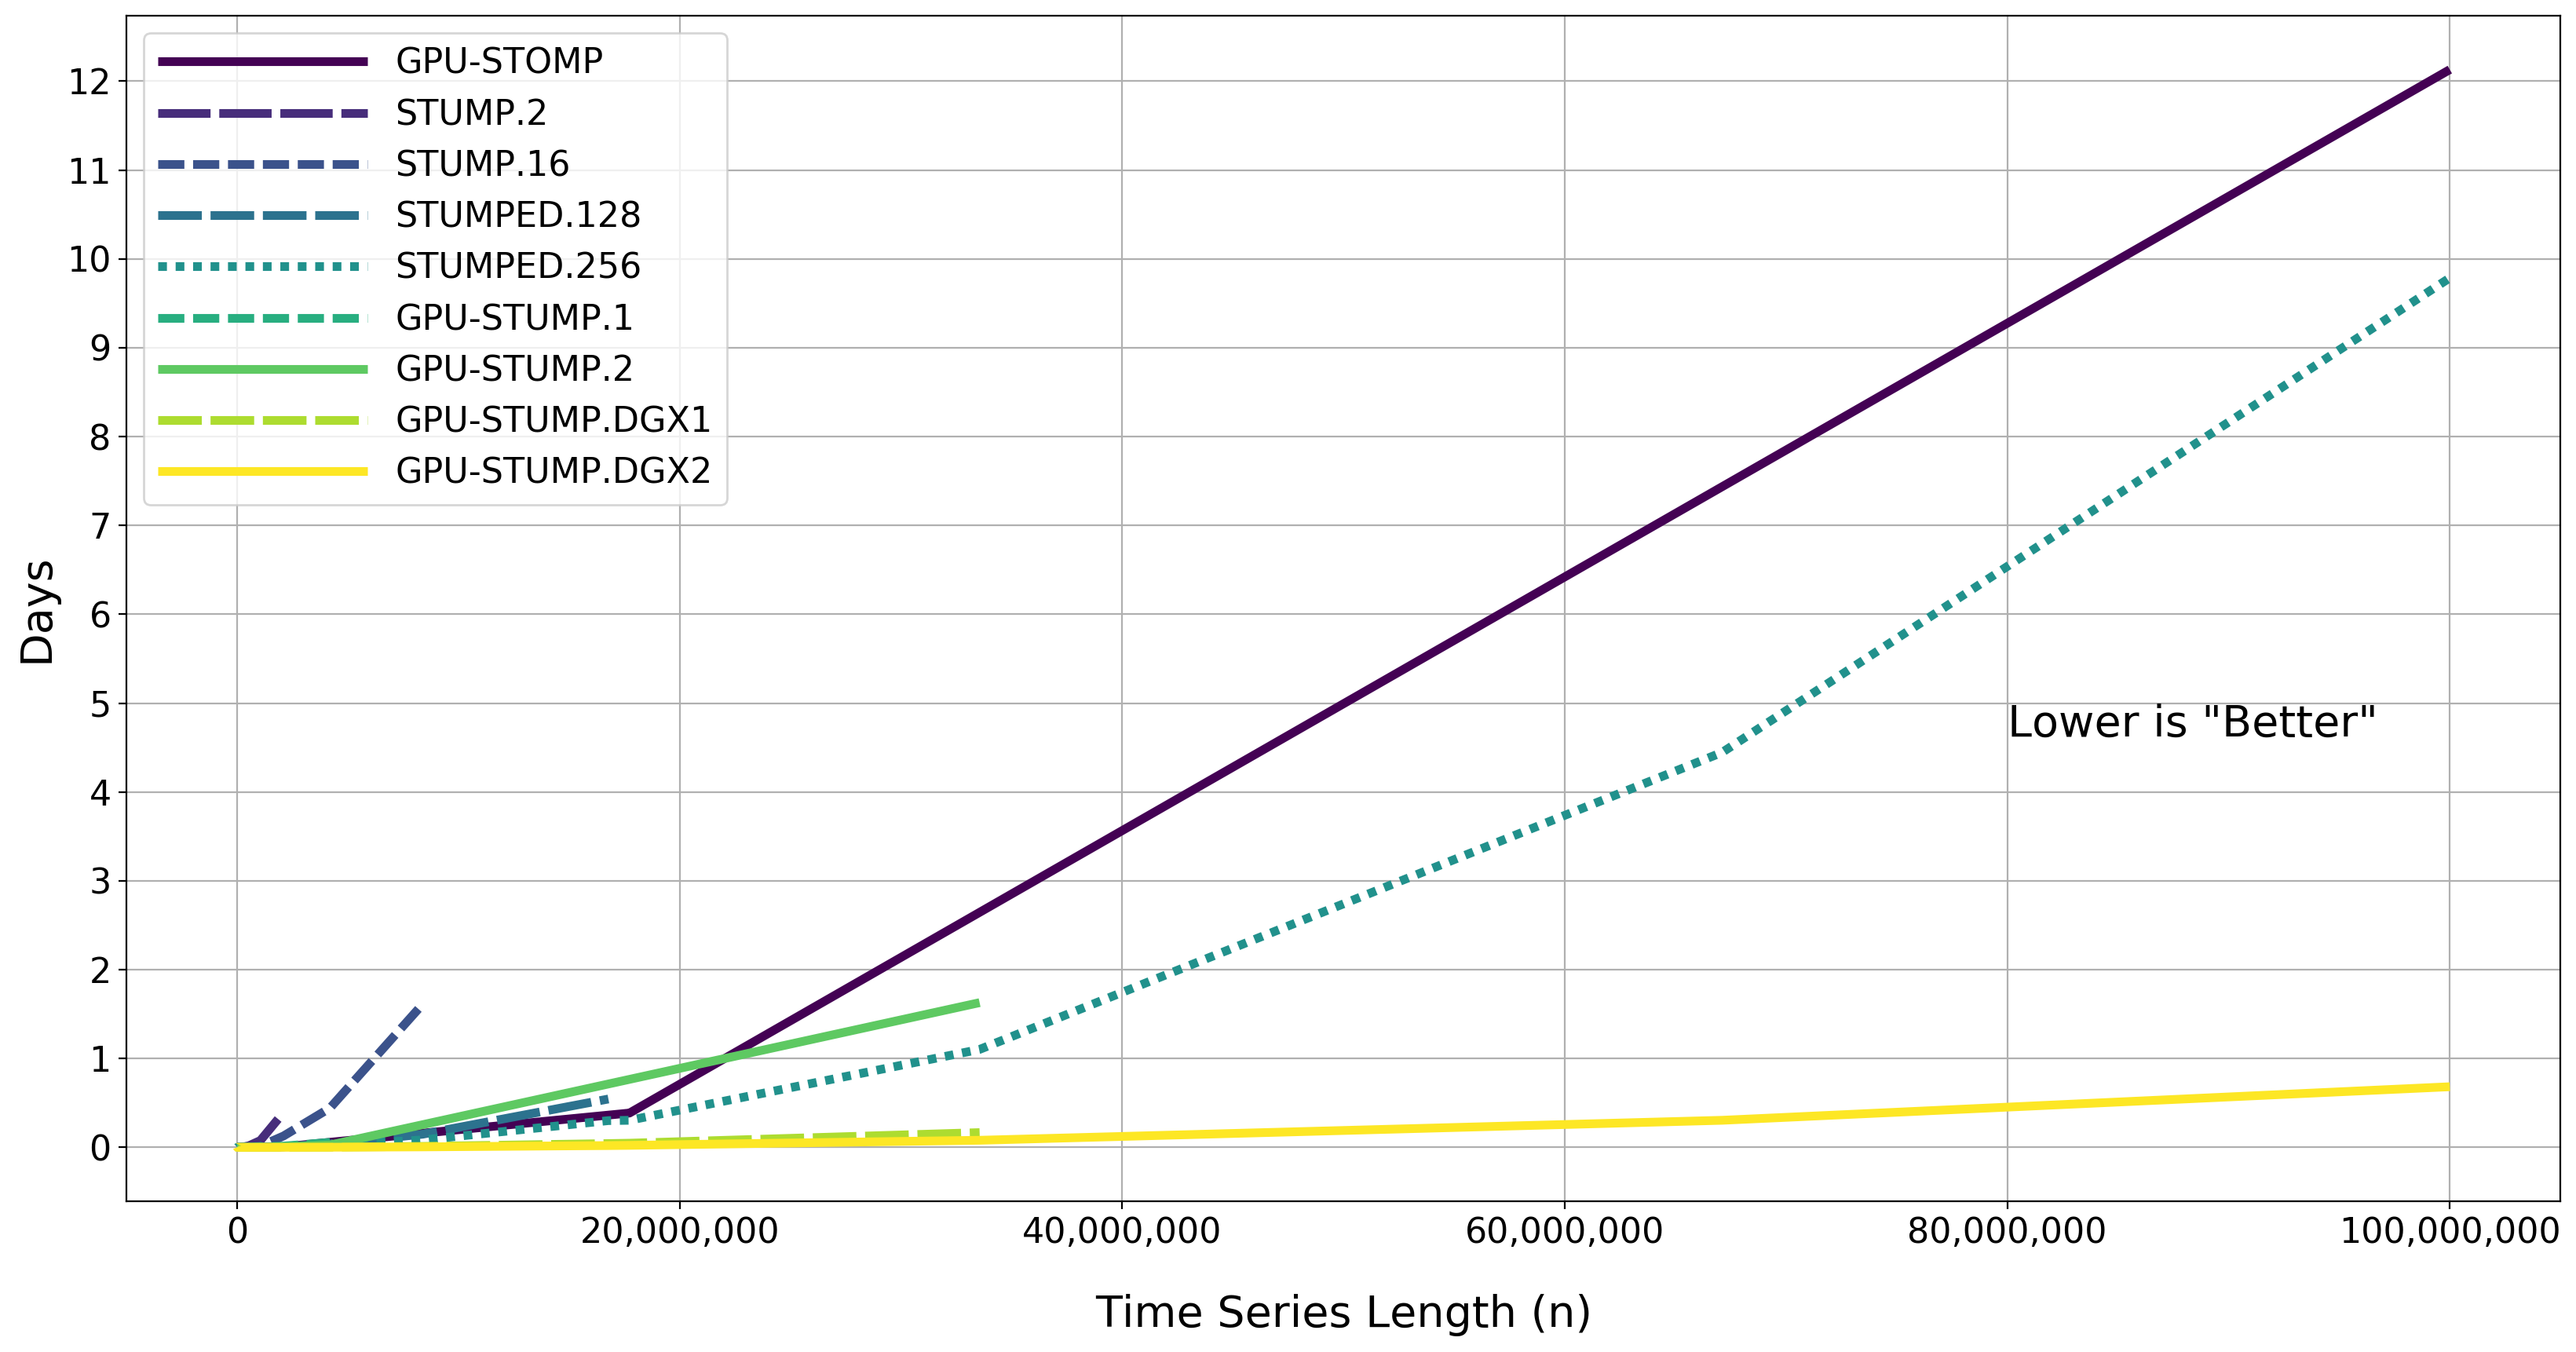 GPU-STOMP
STUMP.2
STUMP.16
STUMPED.128
STUMPED.256
GPU-STUMP.1
GPU-STUMP.2
GPU-STUMP.DGX1
GPU-STUMP.DGX2
12
11
10
9
8
7
6
5
4
3
2
1
0
Days
Lower is "Better"
0
20,000,000
40,000,000
60,000,000
80,000,000
100,000,000
Time Series Length (n)